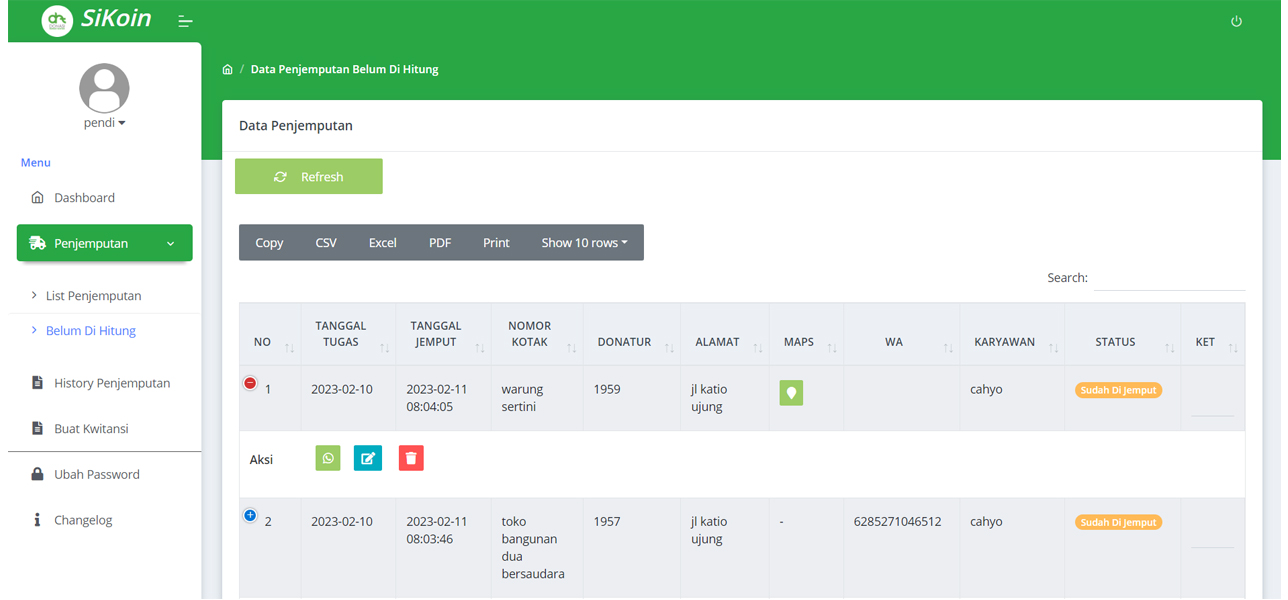 SiKoin
pendi
Menu
Dashboard
Penjemputan
List Penjemputan
Belum Di Hitung
History Penjemputan
Buat Kwitansi
Ubah Password
Changelog
/ Data Penjemputan Belum Di Hitung
Data Penjemputan
Refresh
Copy CSV Excel PDF Print Show 10 rows
Search:
NO TANGGAL TUGAS TANGGAL JEMPUT NOMOR KOTAK DONATUR ALAMAT MAPS WA KARYAWAN STATUS KET
1 2023-02-10 2023-02-11 08:04:05 warung sertini 1959 jl katio ujung cahyo Sudah Di Jemput
Aksi
2 2023-02-10 2023-02-11 08:03:46 toko bangunan dua bersaudara 1957 jl katio ujung - 6285271046512 cahyo Sudah Di Jemput